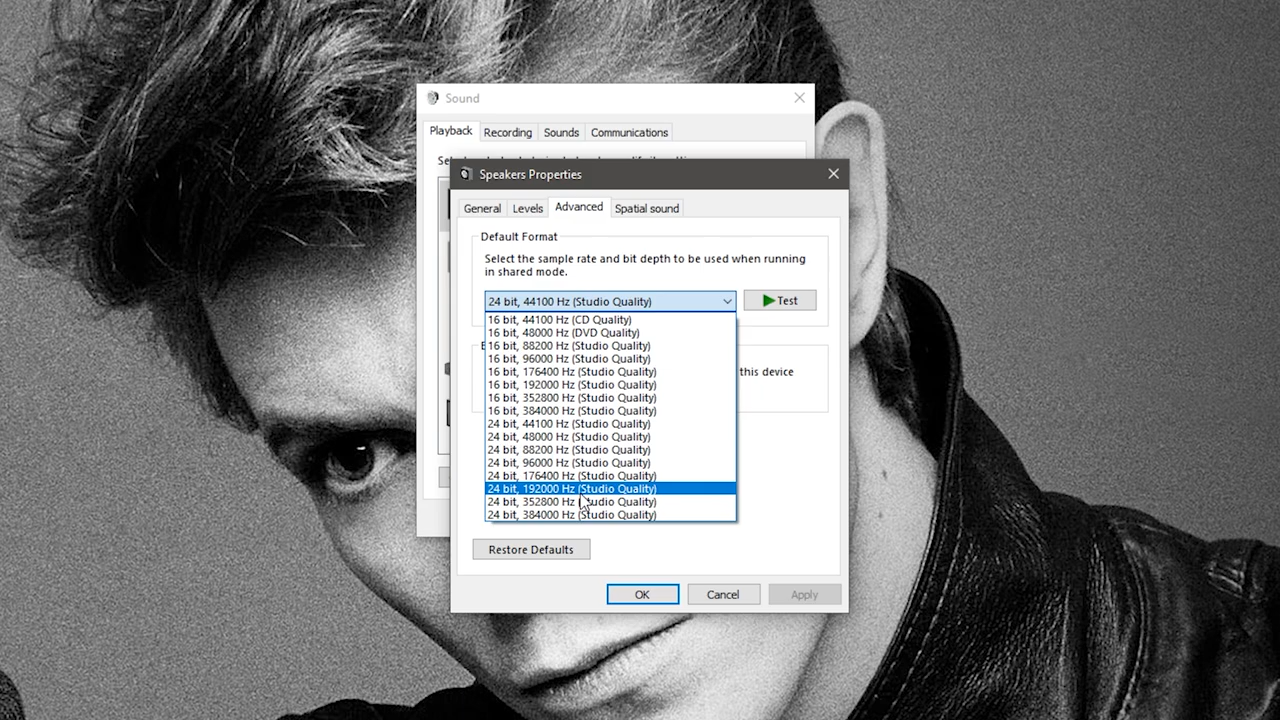 Sound
Playback
Recording
Sounds
Communications
Speakers Properties
General
Levels
Advanced
Spatial sound
Default Format
Select the sample rate and bit depth to be used when running
in shared mode.
24 bit, 44100 Hz (Studio Quality)
Test
16 bit, 44100 Hz (CD Quality)
16 bit, 48000 Hz (DVD Quality)
16 bit, 88200 Hz (Studio Quality)
16 bit, 96000 Hz (Studio Quality)
16 bit, 176400 Hz (Studio Quality)
this device
16 bit, 192000 Hz (Studio Quality)
16 bit, 352800 Hz (Studio Quality)
16 bit, 384000 Hz (Studio Quality)
24 bit, 44100 Hz (Studio Quality)
24 bit, 48000 Hz (Studio Quality)
24 bit, 88200 Hz (Studio Quality)
24 bit, 96000 Hz (Studio Quality)
24 bit, 176400 Hz (Studio Quality)
24 bit, 192000 Hz (Studio Quality)
24 bit, 352800 Hz (Studio Quality)
24 bit, 384000 Hz (Studio Quality)
Restore Defaults
OK
Cancel
Apply